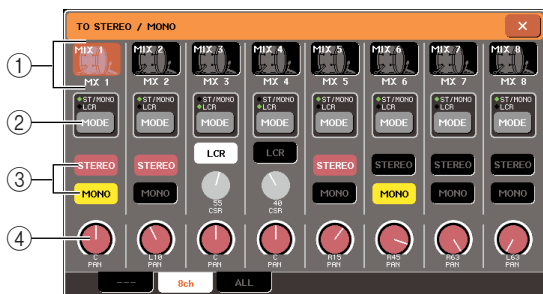 TO STEREO / MONO ×
MIX 1 MIX 2 MIX 3 MIX 4 MIX 5 MIX 6 MIX 7 MIX 8
1
MX 1 MX 2 MX 3 MX 4 MX 5 MX 6 MX 7 MX 8
ST/MONO ST/MONO ST/MONO ST/MONO ST/MONO ST/MONO ST/MONO ST/MONO
LCR LCR LCR LCR LCR LCR LCR LCR
2 MODE MODE MODE MODE MODE MODE MODE MODE
LCR LCR
STEREO STEREO STEREO STEREO STEREO STEREO
3
MONO MONO MONO MONO MONO MONO
55 40
CSR CSR
4
C L10 C C R15 R45 R63 L63
PAN PAN PAN PAN PAN PAN PAN PAN
--- 8ch ALL